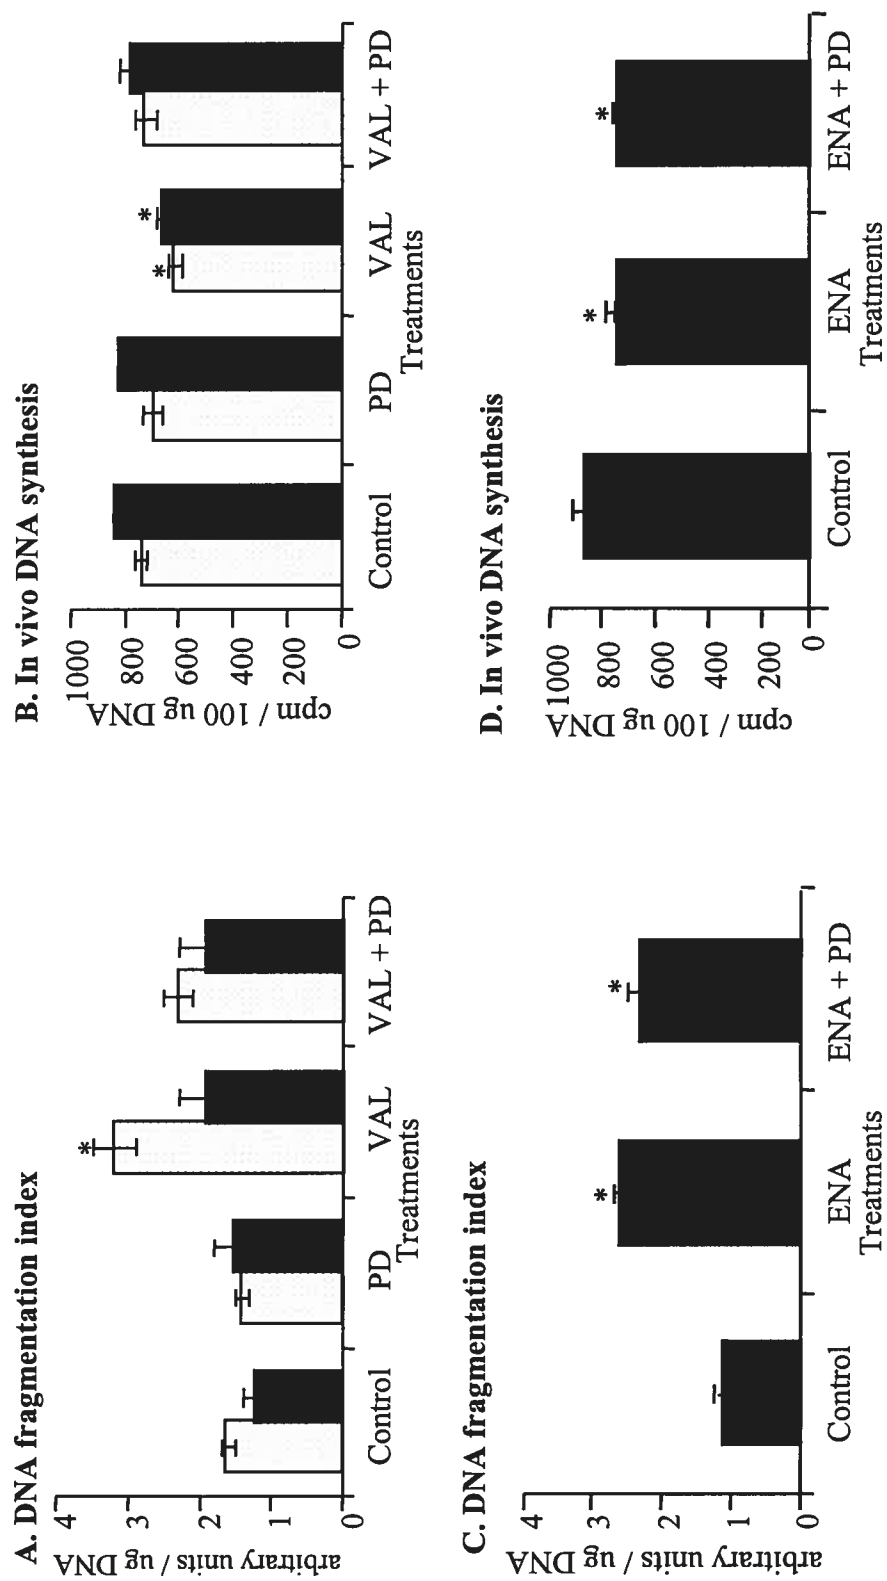 A. DNA fragmentation index
arbitrary units / ug DNA
4
3
2
1
0
*
Control
PD
VAL
VAL + PD
Treatments
B. In vivo DNA synthesis
cpm / 100 ug DNA
1000
800
600
400
200
0
*
*
Control
PD
VAL
VAL + PD
Treatments
C. DNA fragmentation index
arbitrary units / ug DNA
4
3
2
1
0
*
*
Control
ENA
ENA + PD
Treatments
D. In vivo DNA synthesis
cpm / 100 ug DNA
1000
800
600
400
200
0
*
*
Control
ENA
ENA + PD
Treatments